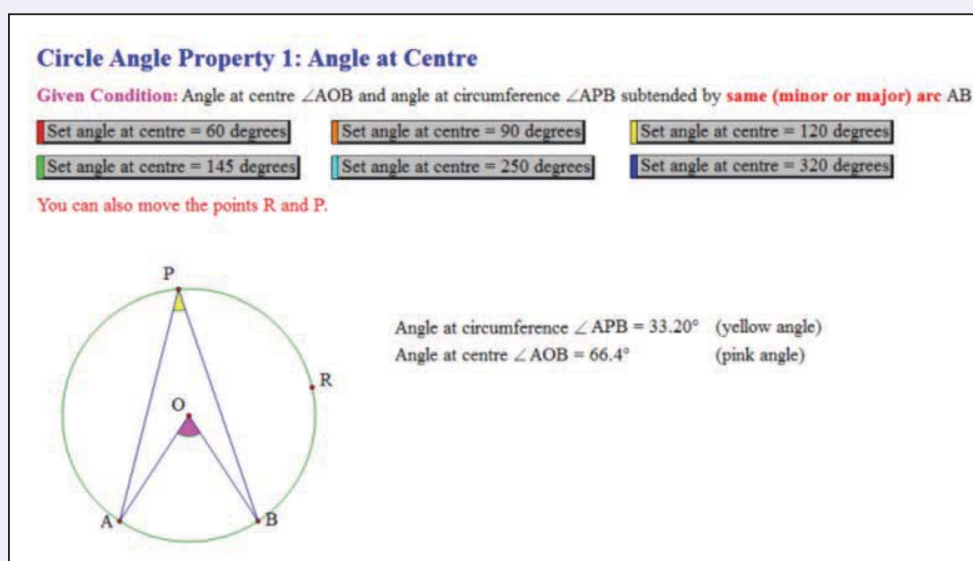 Circle Angle Property 1: Angle at Centre
Given Condition: Angle at centre ∠AOB and angle at circumference ∠APB subtended by same (minor or major) arc AB
Set angle at centre = 60 degrees Set angle at centre = 90 degrees Set angle at centre = 120 degrees
Set angle at centre = 145 degrees Set angle at centre = 250 degrees Set angle at centre = 320 degrees
You can also move the points R and P.
P
Angle at circumference ∠APB = 33.20° (yellow angle)
Angle at centre ∠AOB = 66.4° (pink angle)
R
O
A B